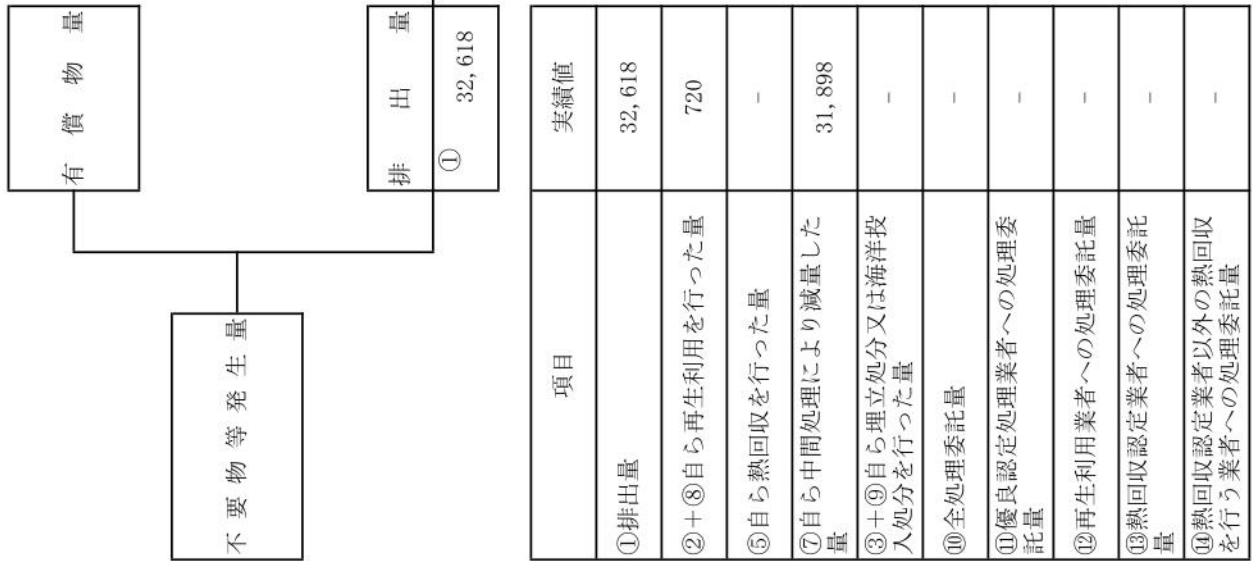 有償物量
不要物等発生量
排出量
①
32,618
項目 実績値
①排出量 32,618
②+⑧自ら再生利用を行った量 720
⑤自ら熱回収を行った量 -
⑦自ら中間処理により減量した
量 31,898
③+⑨自ら埋立処分又は海洋投
入処分を行った量 -
⑩全処理委託量 -
⑪優良認定処理業者への処理委
託量 -
⑫再生利用業者への処理委託量 -
⑬熱回収認定業者への処理委託
量 -
⑭熱回収認定業者以外の熱回収
を行う業者への処理委託量 -